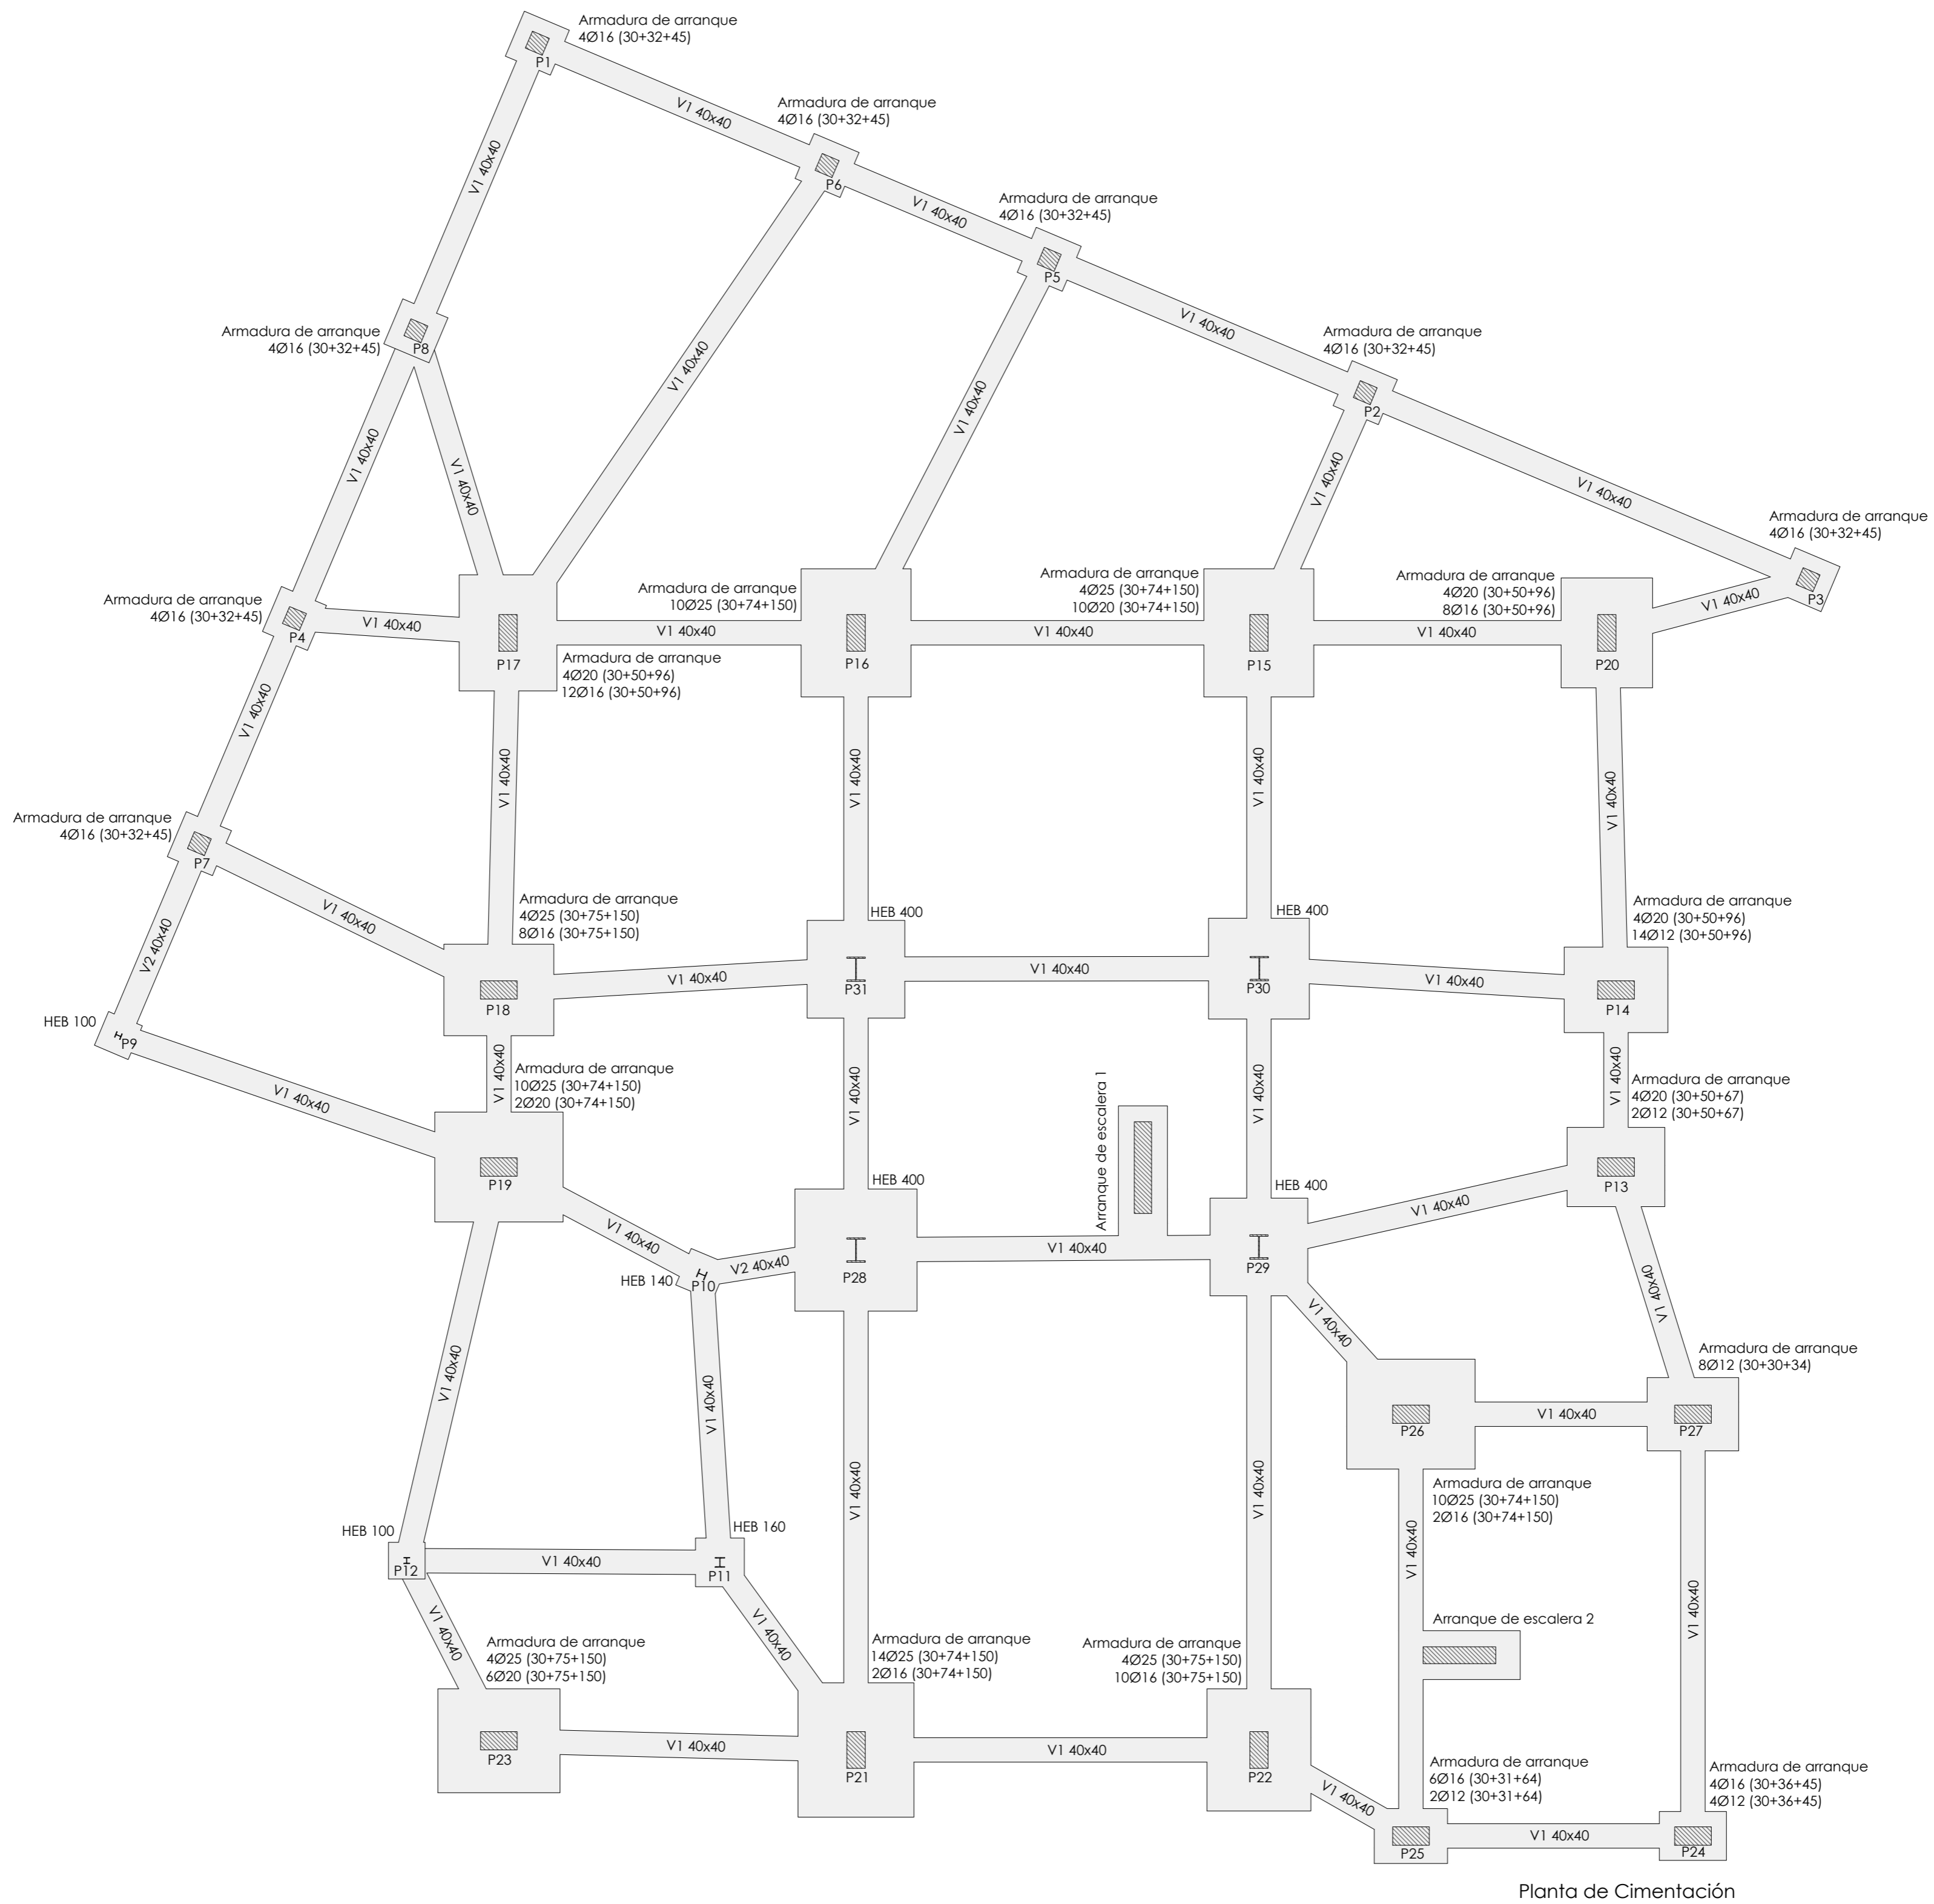 Armadura de arranque
4Ø16 (30+32+45)
P1
V1 40x40
V1 40x40
Armadura de arranque
4Ø16 (30+32+45)
P6
V1 40x40
Armadura de arranque
4Ø16 (30+32+45)
P5
V1 40x40
Armadura de arranque
4Ø16 (30+32+45)
P8
V1 40x40
V1 40x40
Armadura de arranque
4Ø16 (30+32+45)
P2
V1 40x40
V1 40x40
V1 40x40
V1 40x40
V1 40x40
Armadura de arranque
4Ø16 (30+32+45)
P3
V1 40x40
Armadura de arranque
4Ø16 (30+32+45)
P4
V1 40x40
P17
Armadura de arranque
4Ø20 (30+50+96)
12Ø16 (30+50+96)
V1 40x40
Armadura de arranque
10Ø25 (30+74+150)
P16
V1 40x40
Armadura de arranque
4Ø25 (30+74+150)
10Ø20 (30+74+150)
P15
V1 40x40
Armadura de arranque
4Ø20 (30+50+96)
8Ø16 (30+50+96)
P20
V1 40x40
V1 40x40
V1 40x40
V1 40x40
V1 40x40
Armadura de arranque
4Ø16 (30+32+45)
P7
V1 40x40
V2 40x40
Armadura de arranque
4Ø25 (30+75+150)
8Ø16 (30+75+150)
P18
V1 40x40
HEB 400
P31
V1 40x40
HEB 400
P30
V1 40x40
Armadura de arranque
4Ø20 (30+50+96)
14Ø12 (30+50+96)
P14
HEB 100
P9
V1 40x40
V1 40x40
Armadura de arranque
10Ø25 (30+74+150)
2Ø20 (30+74+150)
P19
V1 40x40
V1 40x40
V1 40x40
Armadura de arranque
4Ø20 (30+50+67)
2Ø12 (30+50+67)
P13
Arranque de escalera 1
V1 40x40
HEB 140
P10
V2 40x40
HEB 400
P28
V1 40x40
HEB 400
P29
V1 40x40
V1 40x40
V1 40x40
V1 40x40
V1 40x40
Armadura de arranque
8Ø12 (30+30+34)
P26
V1 40x40
P27
V1 40x40
V1 40x40
Armadura de arranque
10Ø25 (30+74+150)
2Ø16 (30+74+150)
V1 40x40
V1 40x40
HEB 100
P12
V1 40x40
HEB 160
P11
V1 40x40
V1 40x40
Arranque de escalera 2
Armadura de arranque
4Ø25 (30+75+150)
6Ø20 (30+75+150)
P23
V1 40x40
Armadura de arranque
14Ø25 (30+74+150)
2Ø16 (30+74+150)
P21
V1 40x40
Armadura de arranque
4Ø25 (30+75+150)
10Ø16 (30+75+150)
P22
V1 40x40
Armadura de arranque
6Ø16 (30+31+64)
2Ø12 (30+31+64)
P25
V1 40x40
Armadura de arranque
4Ø16 (30+36+45)
4Ø12 (30+36+45)
P24
Planta de Cimentación